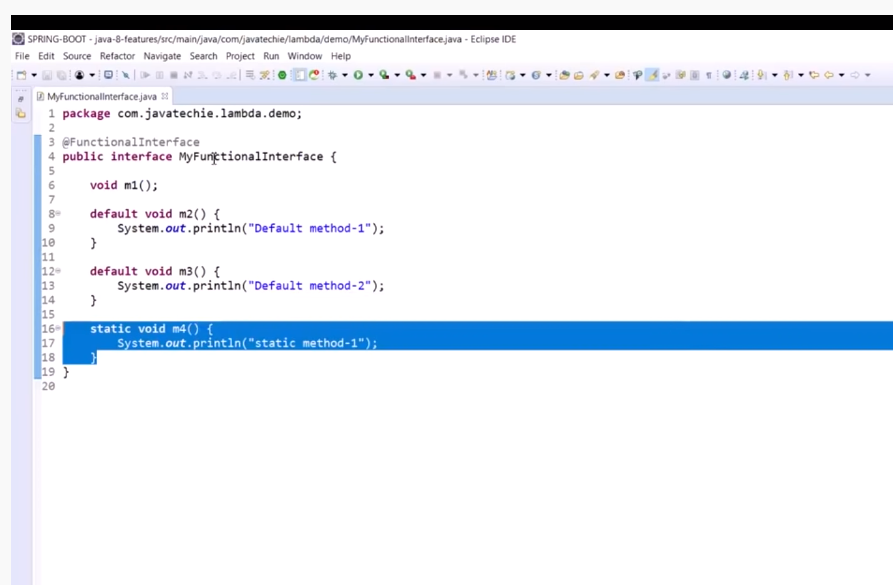 SPRING-BOOT - java-8-features/src/main/java/com/javatechie/lambda/demo/MyFunctionalInterface.java - Eclipse IDE
File Edit Source Refactor Navigate Search Project Run Window Help
MyFunctionalInterface.java
1 package com.javatechie.lambda.demo;
2
3 @FunctionalInterface
4 public interface MyFunctionalInterface {
5
6 void m1();
7
8 default void m2() {
9 System.out.println("Default method-1");
10 }
11
12 default void m3() {
13 System.out.println("Default method-2");
14 }
15
16 static void m4() {
17 System.out.println("static method-1");
18 }
19 }
20